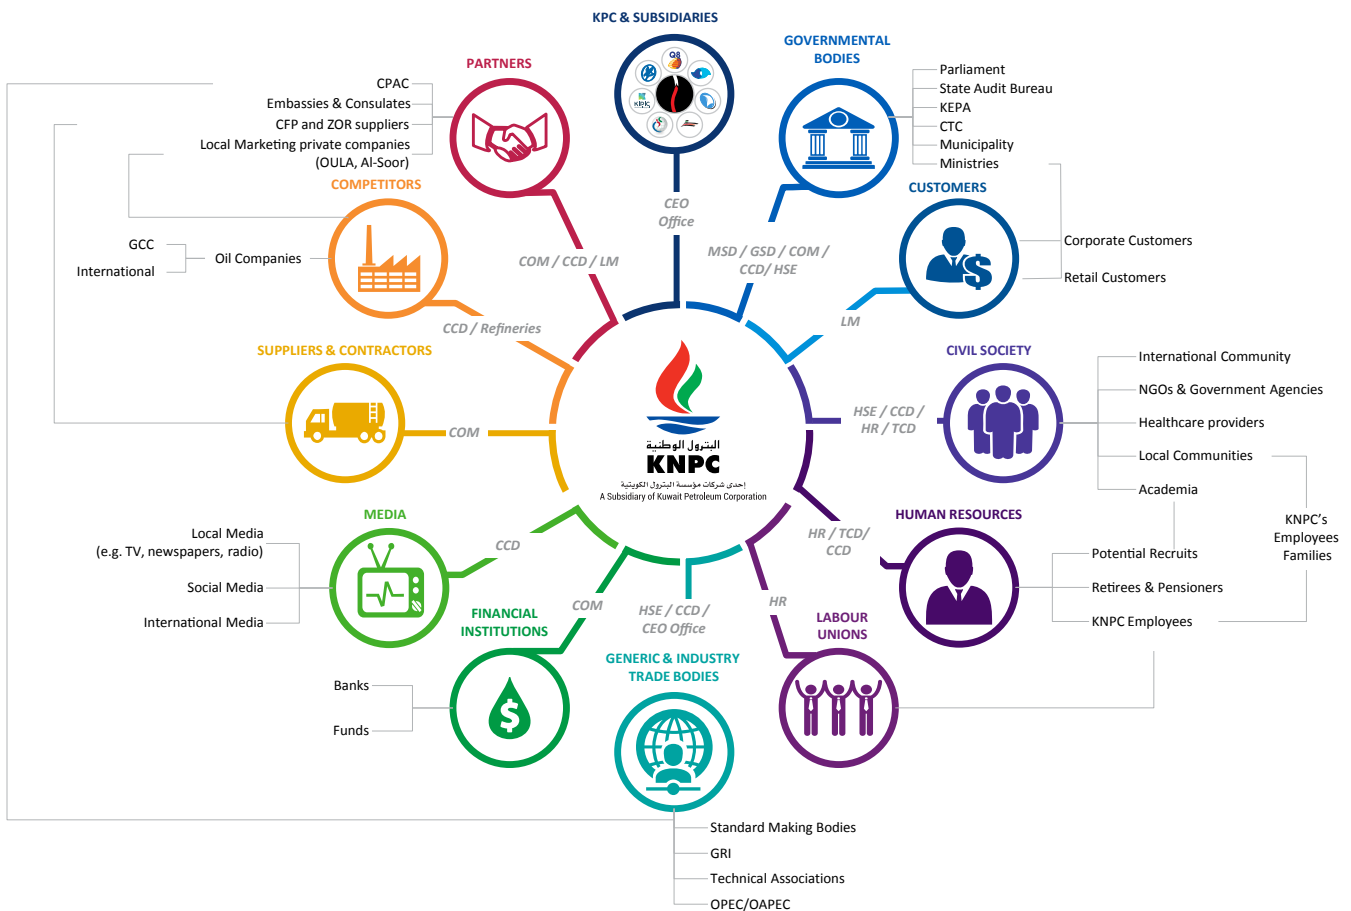 KPC & SUBSIDIARIES
Q8
KIPIC
CEO
Office
GOVERNMENTAL
BODIES
Parliament
State Audit Bureau
KEPA
CTC
Municipality
Ministries
MSD / GSD / COM /
CCD/ HSE
CUSTOMERS
Corporate Customers
Retail Customers
LM
CIVIL SOCIETY
International Community
NGOs & Government Agencies
Healthcare providers
Local Communities
Academia
HSE / CCD /
HR / TCD
HUMAN RESOURCES
Potential Recruits
Retirees & Pensioners
KNPC Employees
KNPC's
Employees
Families
HR / TCD/
CCD
LABOUR
UNIONS
HR
GENERIC & INDUSTRY
TRADE BODIES
HSE / CCD /
CEO Office
Standard Making Bodies
GRI
Technical Associations
OPEC/OAPEC
FINANCIAL
INSTITUTIONS
COM
Banks
Funds
MEDIA
CCD
Local Media
(e.g. TV, newspapers, radio)
Social Media
International Media
SUPPLIERS & CONTRACTORS
COM
COMPETITORS
CCD / Refineries
Oil Companies
GCC
International
PARTNERS
COM / CCD / LM
CPAC
Embassies & Consulates
CFP and ZOR suppliers
Local Marketing private companies
(OULA, Al-Soor)
البترول الوطنية
KNPC
إحدى شركات مؤسسة البترول الكويتية
A Subsidiary of Kuwait Petroleum Corporation